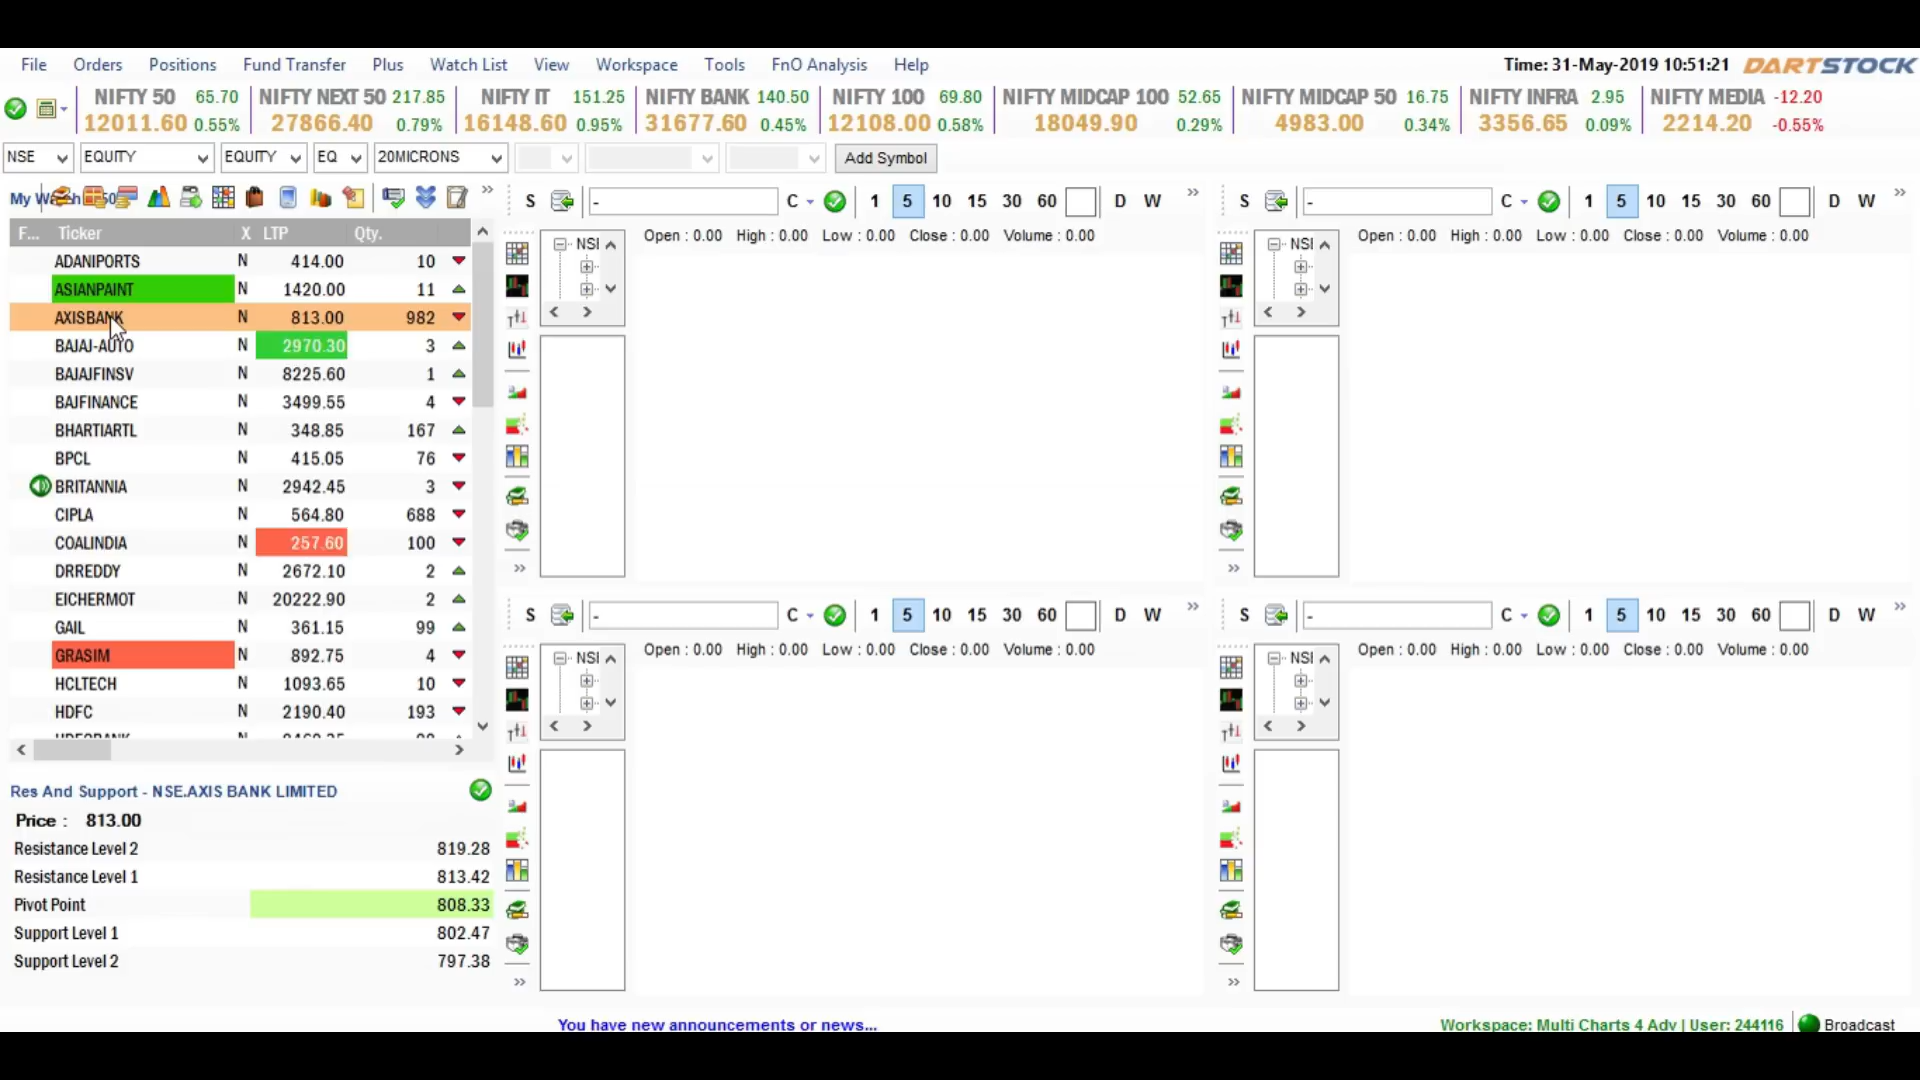 File Orders Positions Fund Transfer Plus Watch List View Workspace Tools FnO Analysis Help Time: 31-May-2019 10:51:21 DARTSTOCK
NIFTY 50 65.70 NIFTY NEXT 50 217.85 NIFTY IT 151.25 NIFTY BANK 140.50 NIFTY 100 69.80 NIFTY MIDCAP 100 52.65 NIFTY MIDCAP 50 16.75 NIFTY INFRA 2.95 NIFTY MEDIA -12.20
12011.60 0.55% 27866.40 0.79% 16148.60 0.95% 31677.60 0.45% 12108.00 0.58% 18049.90 0.29% 4983.00 0.34% 3356.65 0.09% 2214.20 -0.55%
NSE EQUITY EQUITY EQ 20MICRONS Add Symbol
My
F... Ticker X LTP Qty.
ADANIPORTS N 414.00 10
ASIANPAINT N 1420.00 11
AXISBANK N 813.00 982
BAJAJ-AUTO N 2970.30 3
BAJAJFINSV N 8225.60 1
BAJFINANCE N 3499.55 4
BHARTIARTL N 348.85 167
BPCL N 415.05 76
BRITANNIA N 2942.45 3
CIPLA N 564.80 688
COALINDIA N 257.60 100
DRREDDY N 2672.10 2
EICHERMOT N 20222.90 2
GAIL N 361.15 99
GRASIM N 892.75 4
HCLTECH N 1093.65 10
HDFC N 2190.40 193
Res And Support - NSE.AXIS BANK LIMITED
Price : 813.00
Resistance Level 2 819.28
Resistance Level 1 813.42
Pivot Point 808.33
Support Level 1 802.47
Support Level 2 797.38
S - C 1 5 10 15 30 60 D W
NSI Open : 0.00 High : 0.00 Low : 0.00 Close : 0.00 Volume : 0.00
S - C 1 5 10 15 30 60 D W
NSI Open : 0.00 High : 0.00 Low : 0.00 Close : 0.00 Volume : 0.00
S - C 1 5 10 15 30 60 D W
NSI Open : 0.00 High : 0.00 Low : 0.00 Close : 0.00 Volume : 0.00
S - C 1 5 10 15 30 60 D W
NSI Open : 0.00 High : 0.00 Low : 0.00 Close : 0.00 Volume : 0.00
You have new announcements or news... Workspace: Multi Charts 4 Adv | User: 244116 Broadcast